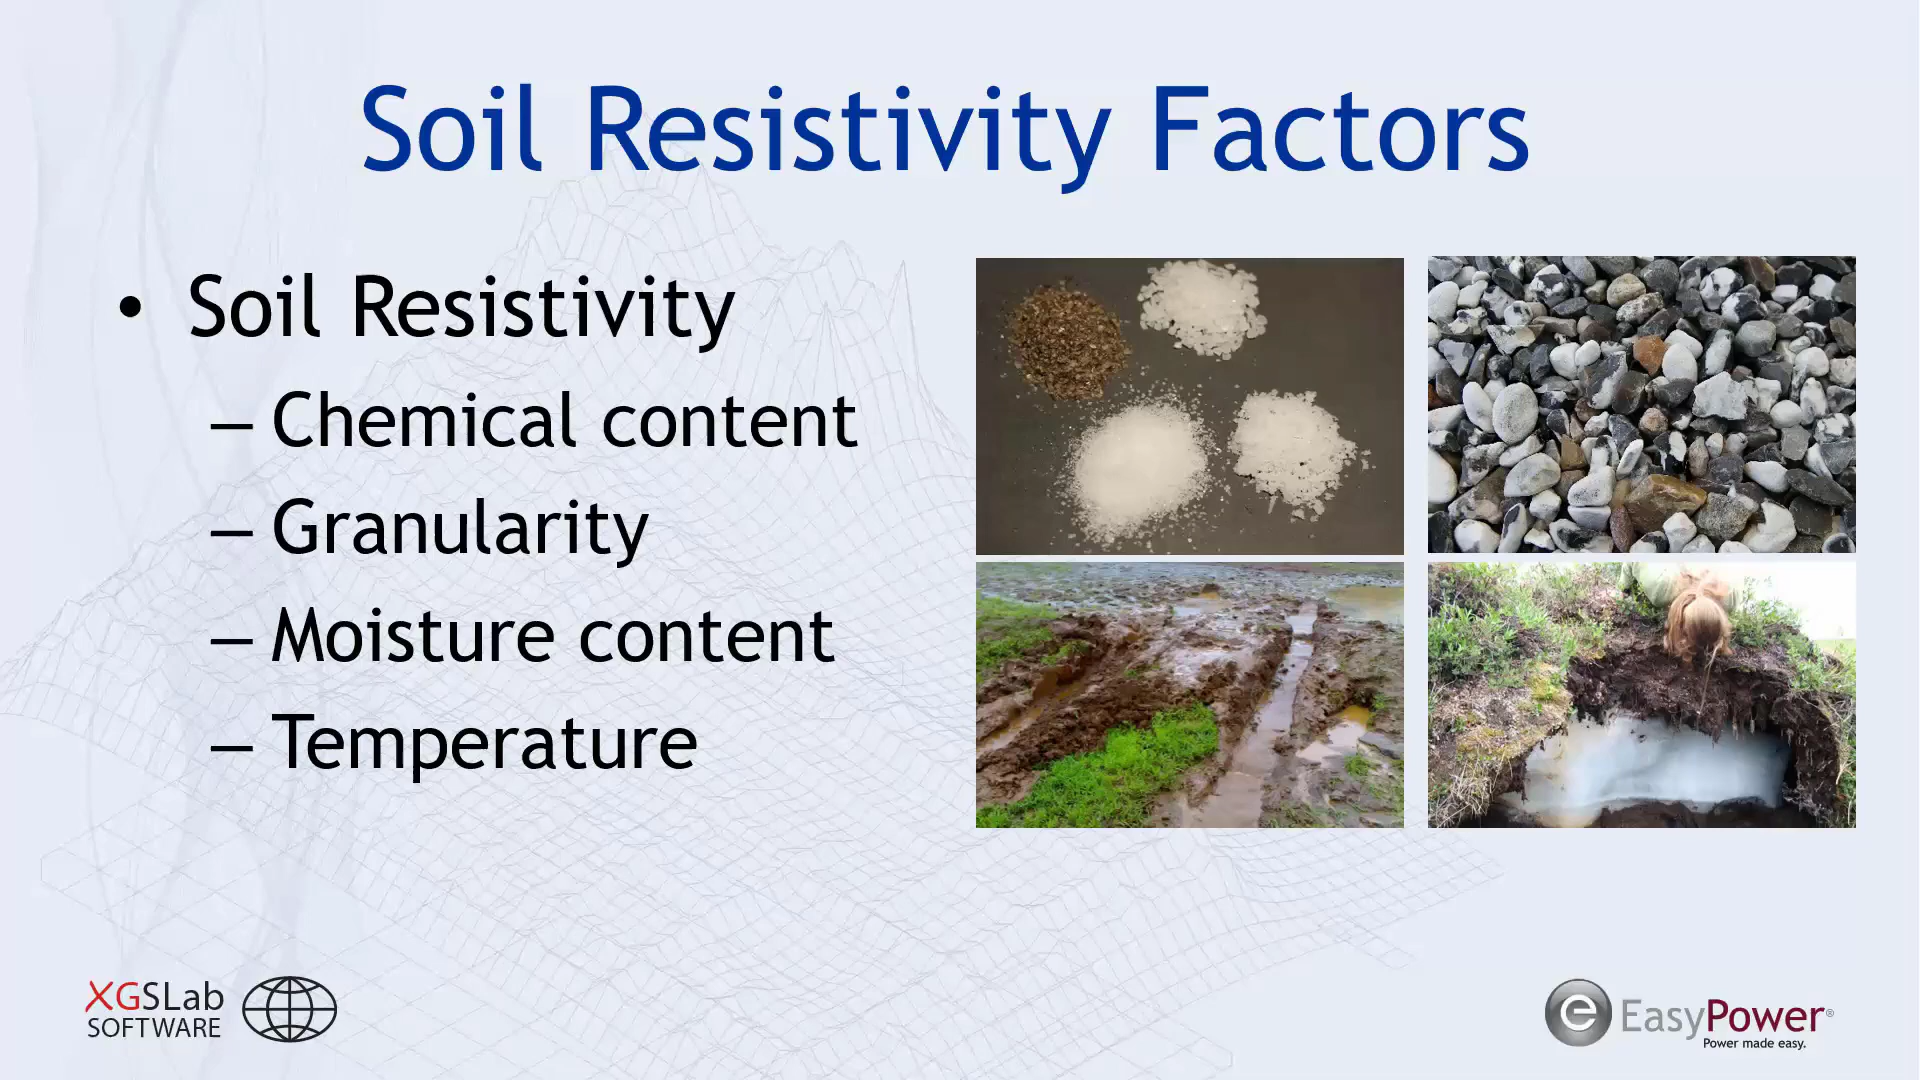 Soil Resistivity Factors
• Soil Resistivity
– Chemical content
– Granularity
– Moisture content
– Temperature
XGSLab
SOFTWARE
e EasyPower®
Power made easy.